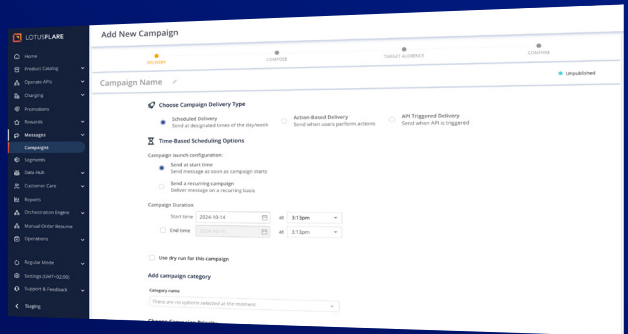 LOTUSFLARE
Add New Campaign
DELIVERY
COMPOSE
TARGET AUDIENCE
CONFIRM
Campaign Name
Unpublished
Home
Product Catalog
Operate APIs
Charging
Promotions
Rewards
Messages
Campaigns
Segments
Data Hub
Customer Care
Reports
Orchestration Engine
Manual Order Resume
Operations
Regular Mode
Settings (GMT+02:00)
Support & Feedback
Staging
Choose Campaign Delivery Type
Scheduled Delivery
Send at designated times of the day/week
Action-Based Delivery
Send when users perform actions
API Triggered Delivery
Send when API is triggered
Time-Based Scheduling Options
Campaign launch configuration:
Send at start time
Send message as soon as campaign starts
Send a recurring campaign
Deliver message on a recurring basis
Campaign Duration
Start time 2024-10-14 at 3:13pm
End time at 3:13pm
Use dry run for this campaign
Add campaign category
Category name
There are no options selected at the moment